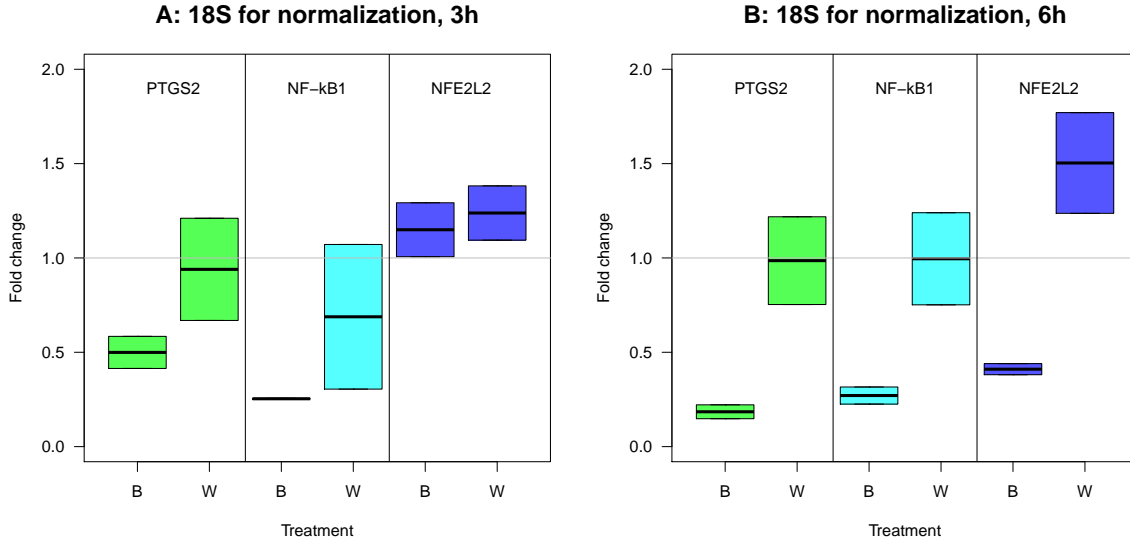 A: 18S for normalization, 3h
Fold change
2.0
1.5
1.0
0.5
0.0
PTGS2 NF−kB1 NFE2L2
B W B W B W
Treatment
B: 18S for normalization, 6h
Fold change
2.0
1.5
1.0
0.5
0.0
PTGS2 NF−kB1 NFE2L2
B W B W B W
Treatment